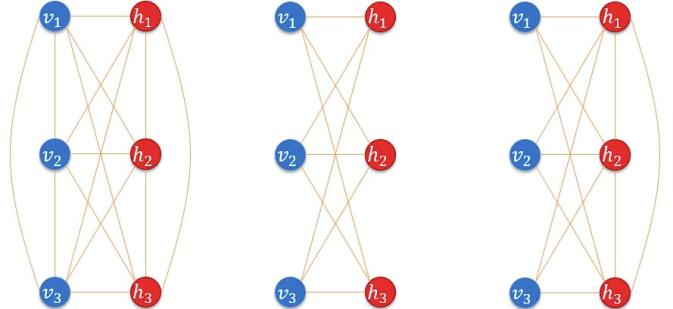 v₁ h₁ v₁ h₁ v₁ h₁
v₂ h₂ v₂ h₂ v₂ h₂
v₃ h₃ v₃ h₃ v₃ h₃